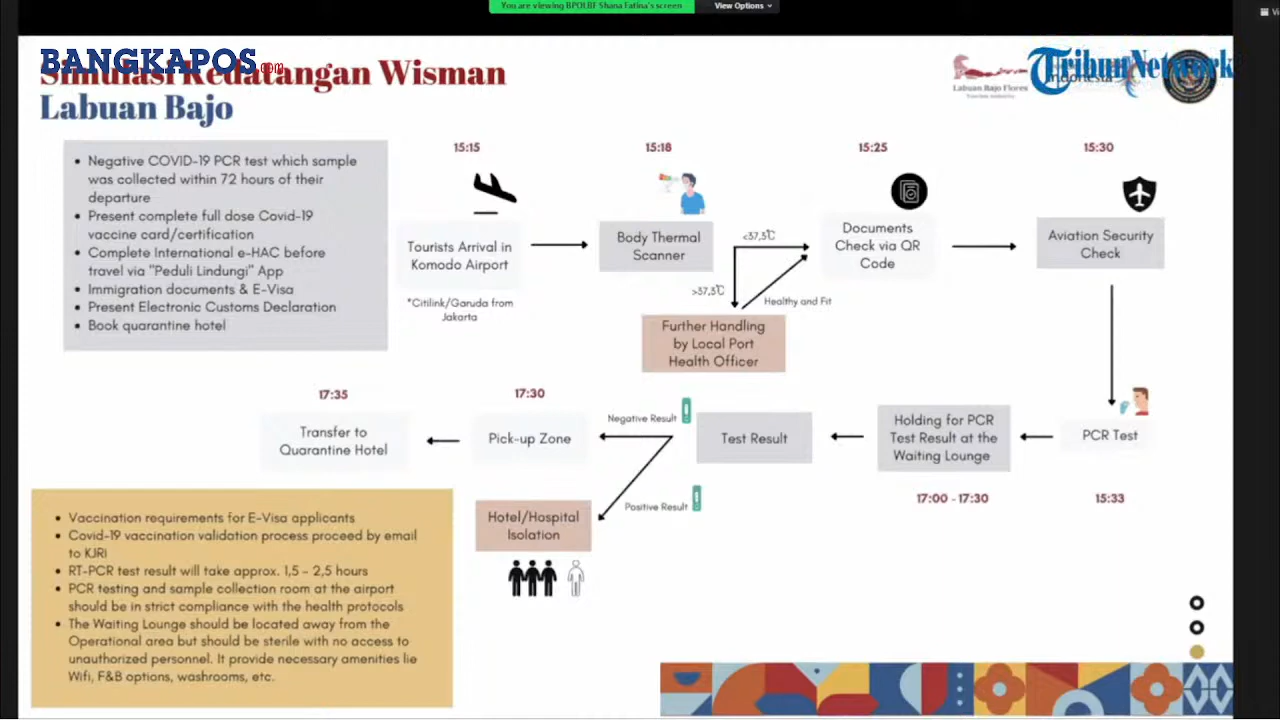 You are viewing BPOLBF Shana Fatina's screen
View Options
BANGKAPOS.com
Simulasi Kedatangan Wisman
Labuan Bajo
Labuan Bajo Flores
Indonesia
Tribun Network
Negative COVID-19 PCR test which sample
was collected within 72 hours of their
departure
Present complete full dose Covid-19
vaccine card/certification
Complete International e-HAC before
travel via "Peduli Lindungi" App
Immigration documents & E-Visa
Present Electronic Customs Declaration
Book quarantine hotel
15:15
Tourists Arrival in
Komodo Airport
*Citilink/Garuda from
Jakarta
15:18
Body Thermal
Scanner
<37,5°C
>37,5°C
Healthy and Fit
Further Handling
by Local Port
Health Officer
15:25
Documents
Check via QR
Code
15:30
Aviation Security
Check
PCR Test
15:33
Holding for PCR
Test Result at the
Waiting Lounge
17:00 - 17:30
Test Result
Negative Result
Positive Result
17:30
Pick-up Zone
Hotel/Hospital
Isolation
17:35
Transfer to
Quarantine Hotel
Vaccination requirements for E-Visa applicants
Covid-19 vaccination validation process proceed by email
to KJRI
RT-PCR test result will take approx. 1,5 - 2,5 hours
PCR testing and sample collection room at the airport
should be in strict compliance with the health protocols
The Waiting Lounge should be located away from the
Operational area but should be sterile with no access to
unauthorized personnel. It provide necessary amenities lie
Wifi, F&B options, washrooms, etc.